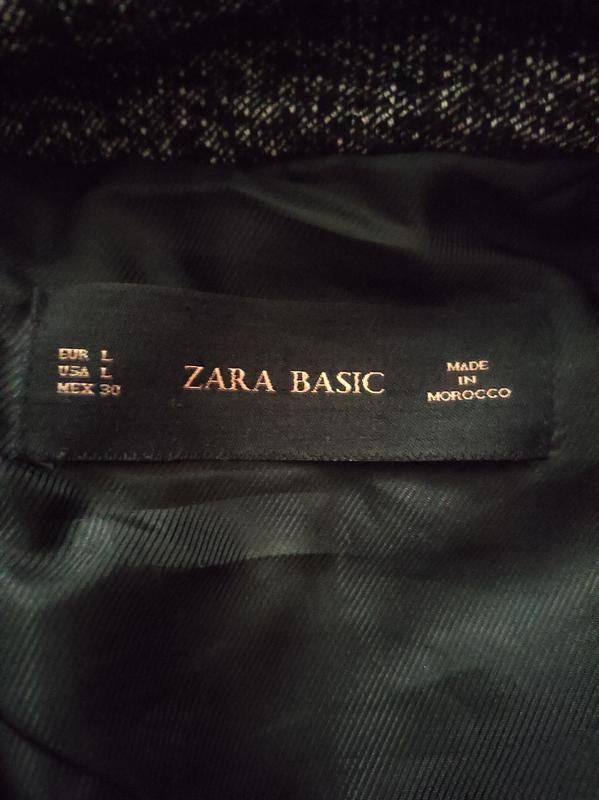 EUR L
USA L
MEX 30
ZARA BASIC
MADE
IN
MOROCCO